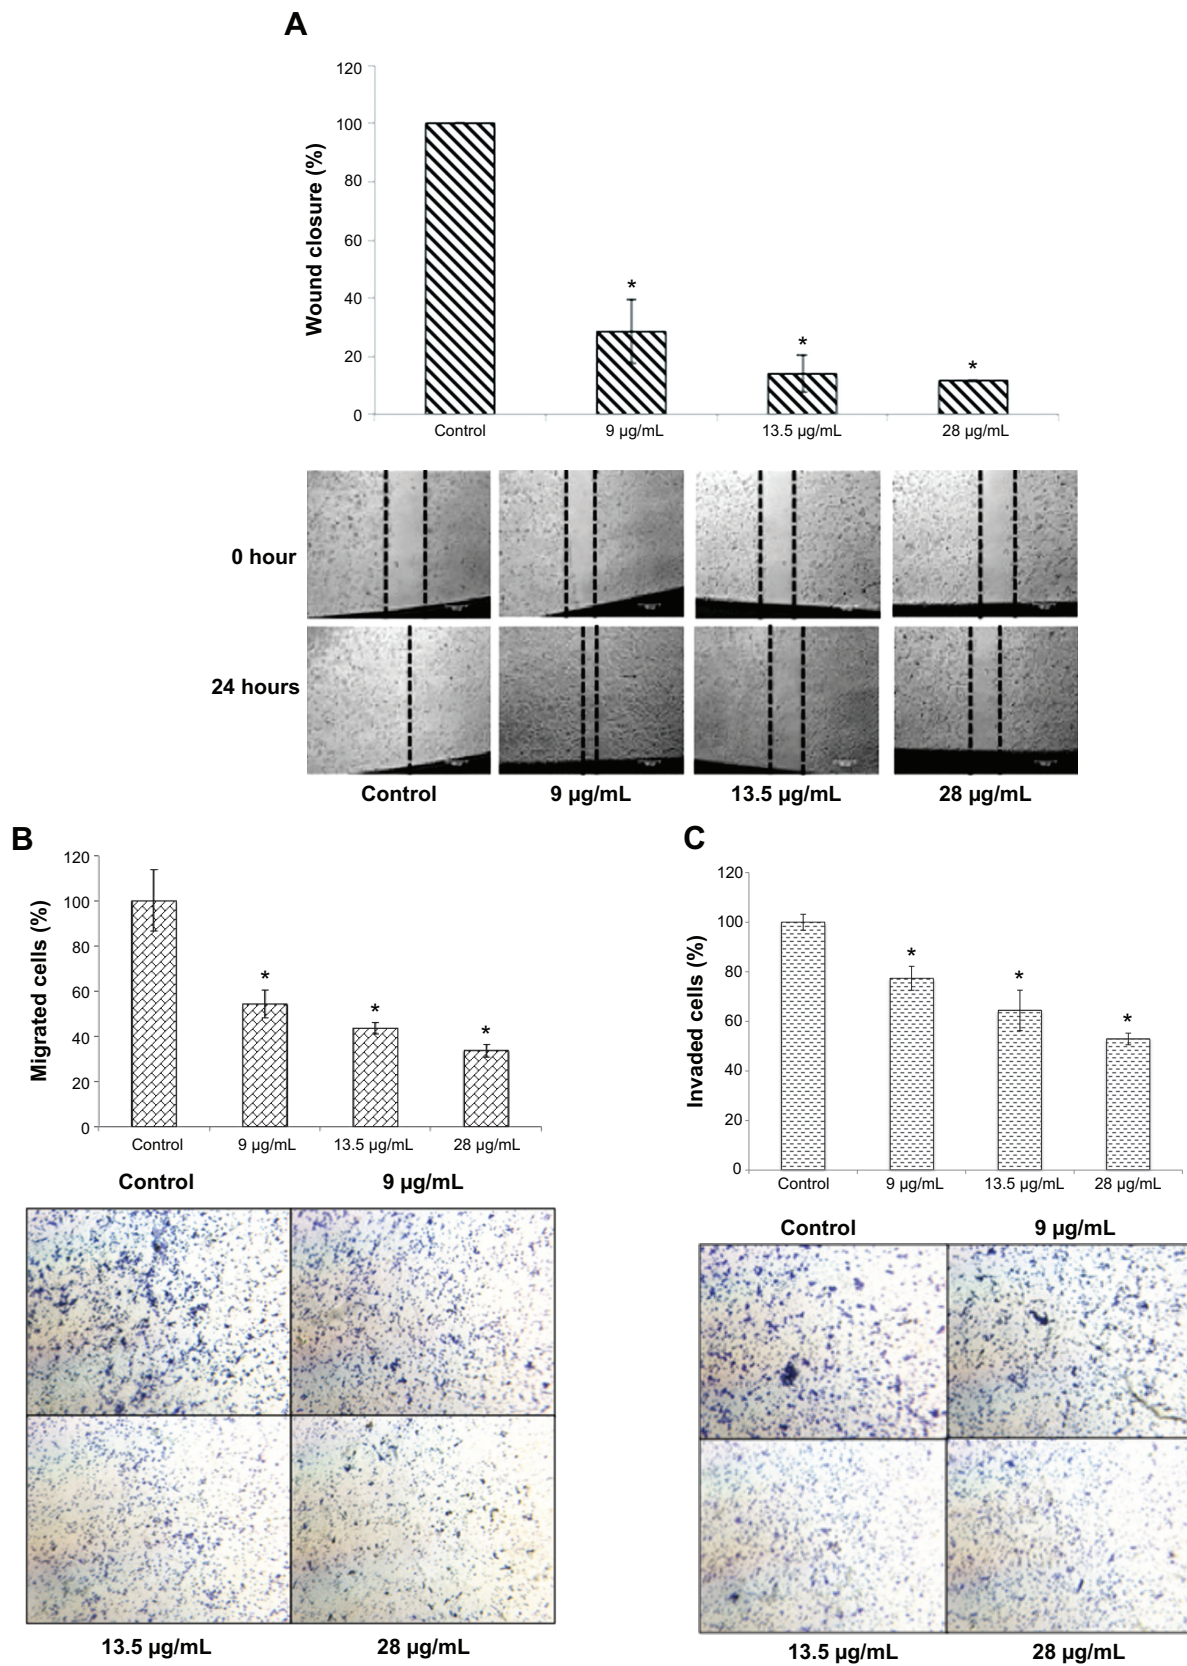 A
120
100
80
60
40
20
0
Wound closure (%)
*
*
*
Control 9 µg/mL 13.5 µg/mL 28 µg/mL
0 hour
24 hours
Control 9 µg/mL 13.5 µg/mL 28 µg/mL
B
120
100
80
60
40
20
0
Migrated cells (%)
*
*
*
Control 9 µg/mL 13.5 µg/mL 28 µg/mL
Control 9 µg/mL
13.5 µg/mL 28 µg/mL
C
120
100
80
60
40
20
0
Invaded cells (%)
*
*
*
Control 9 µg/mL 13.5 µg/mL 28 µg/mL
Control 9 µg/mL
13.5 µg/mL 28 µg/mL